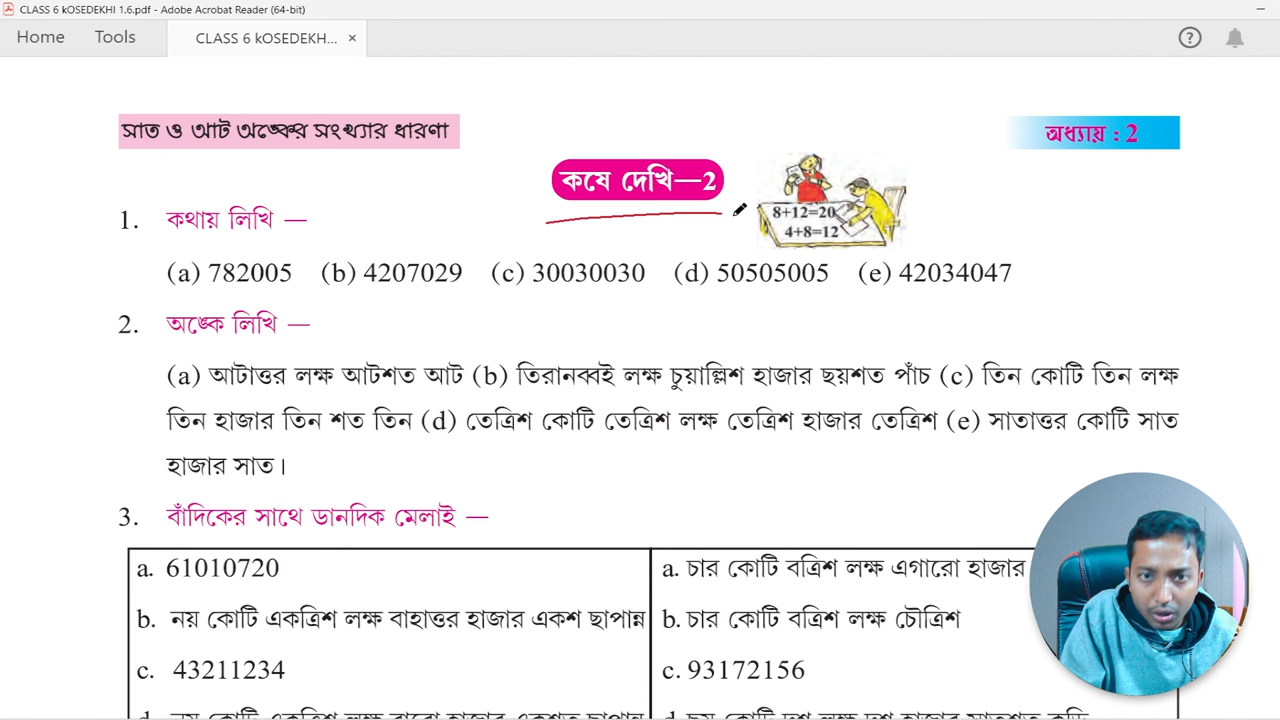 CLASS 6 kOSEDEKHI 1.6.pdf - Adobe Acrobat Reader (64-bit)
Home Tools CLASS 6 kOSEDEKH... ×
সাত ও আট অঙ্কের সংখ্যার ধারণা
অধ্যায় : 2
কষে দেখি—2
8+12=20
4+8=12
1. কথায় লিখি —
(a) 782005 (b) 4207029 (c) 30030030 (d) 50505005 (e) 42034047
2. অঙ্কে লিখি —
(a) আটাত্তর লক্ষ আটশত আট (b) তিরানব্বই লক্ষ চুয়াল্লিশ হাজার ছয়শত পাঁচ (c) তিন কোটি তিন লক্ষ
তিন হাজার তিন শত তিন (d) তেত্রিশ কোটি তেত্রিশ লক্ষ তেত্রিশ হাজার তেত্রিশ (e) সাতাত্তর কোটি সাত
হাজার সাত।
3. বাঁদিকের সাথে ডানদিক মেলাই —
a. 61010720 a. চার কোটি বত্রিশ লক্ষ এগারো হাজার
b. নয় কোটি একত্রিশ লক্ষ বাহাত্তর হাজার একশ ছাপান্ন b. চার কোটি বত্রিশ লক্ষ চৌত্রিশ
c. 43211234 c. 93172156